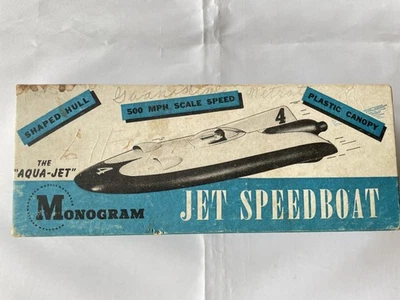 SHAPED HULL
500 MPH SCALE SPEED
PLASTIC CANOPY
4
THE
"AQUA-JET"
4
MONOGRAM
JET SPEEDBOAT